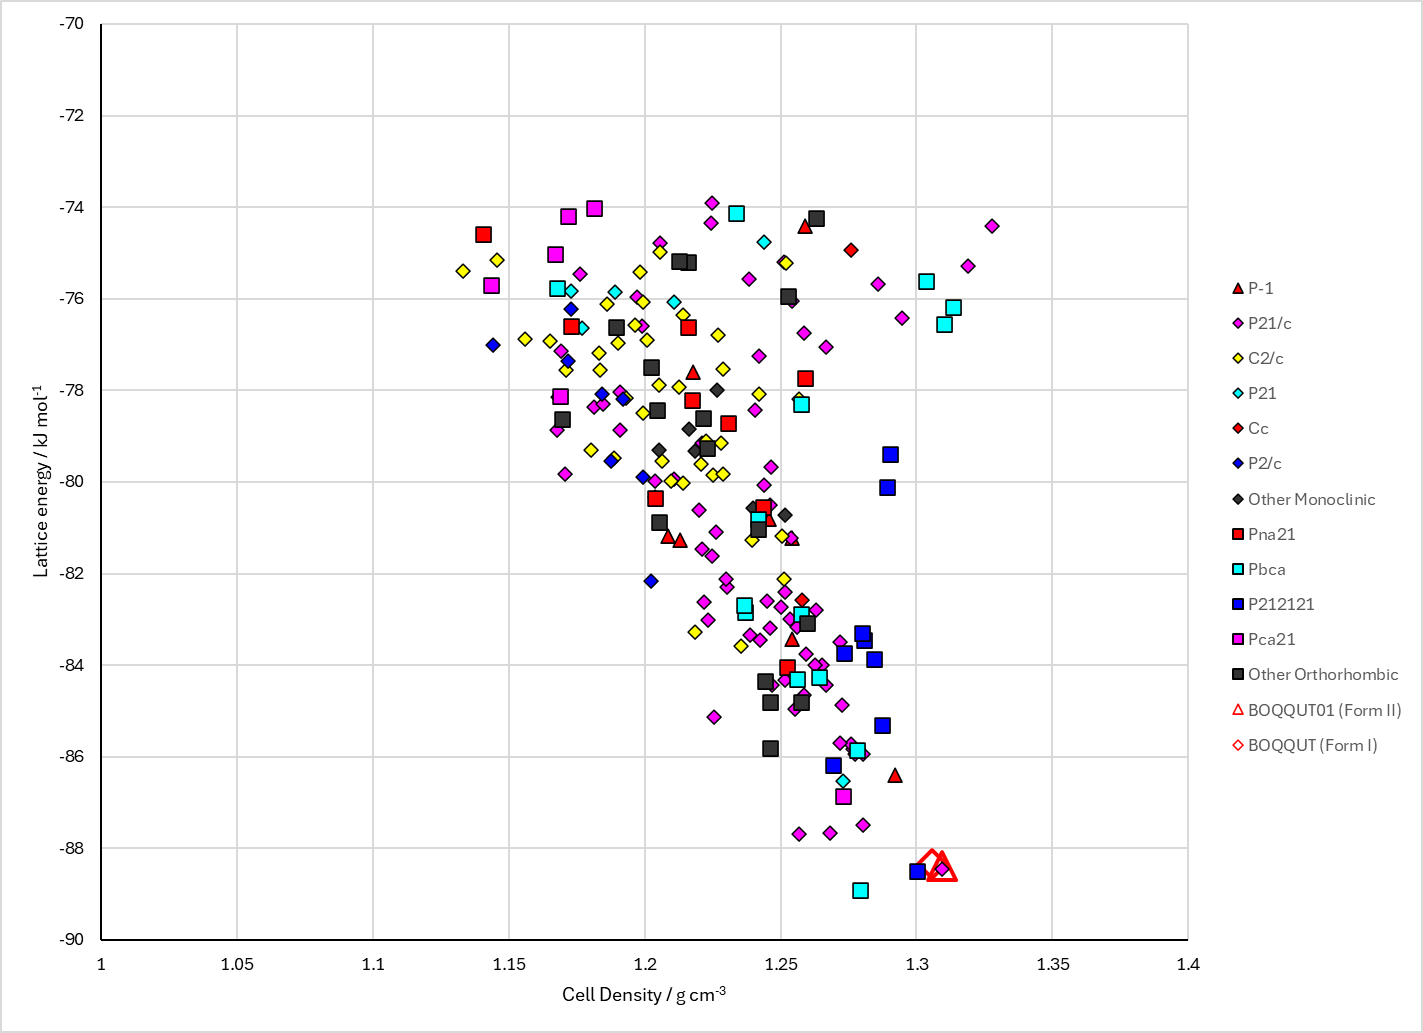 -70
-72
-74
-76
-78
-80
-82
-84
-86
-88
-90
Lattice energy / kJ mol⁻¹
1 1.05 1.1 1.15 1.2 1.25 1.3 1.35 1.4
Cell Density / g cm⁻³
P-1
P21/c
C2/c
P21
Cc
P2/c
Other Monoclinic
Pna21
Pbca
P212121
Pca21
Other Orthorhombic
BOQQUT01 (Form II)
BOQQUT (Form I)